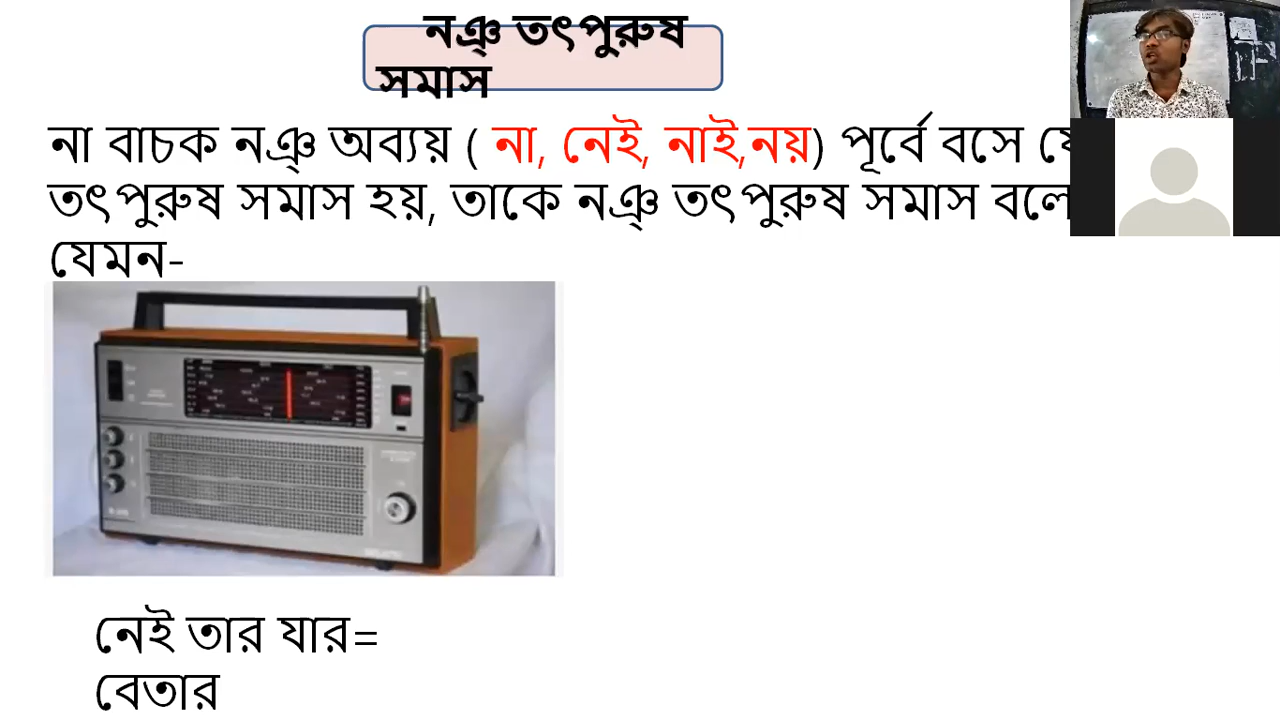 নঞ্ তৎপুরুষ
সমাস
না বাচক নঞ্ অব্যয় ( না, নেই, নাই,নয়) পূর্বে বসে
তৎপুরুষ সমাস হয়, তাকে নঞ্ তৎপুরুষ সমাস বলে
যেমন-
নেই তার যার=
বেতার